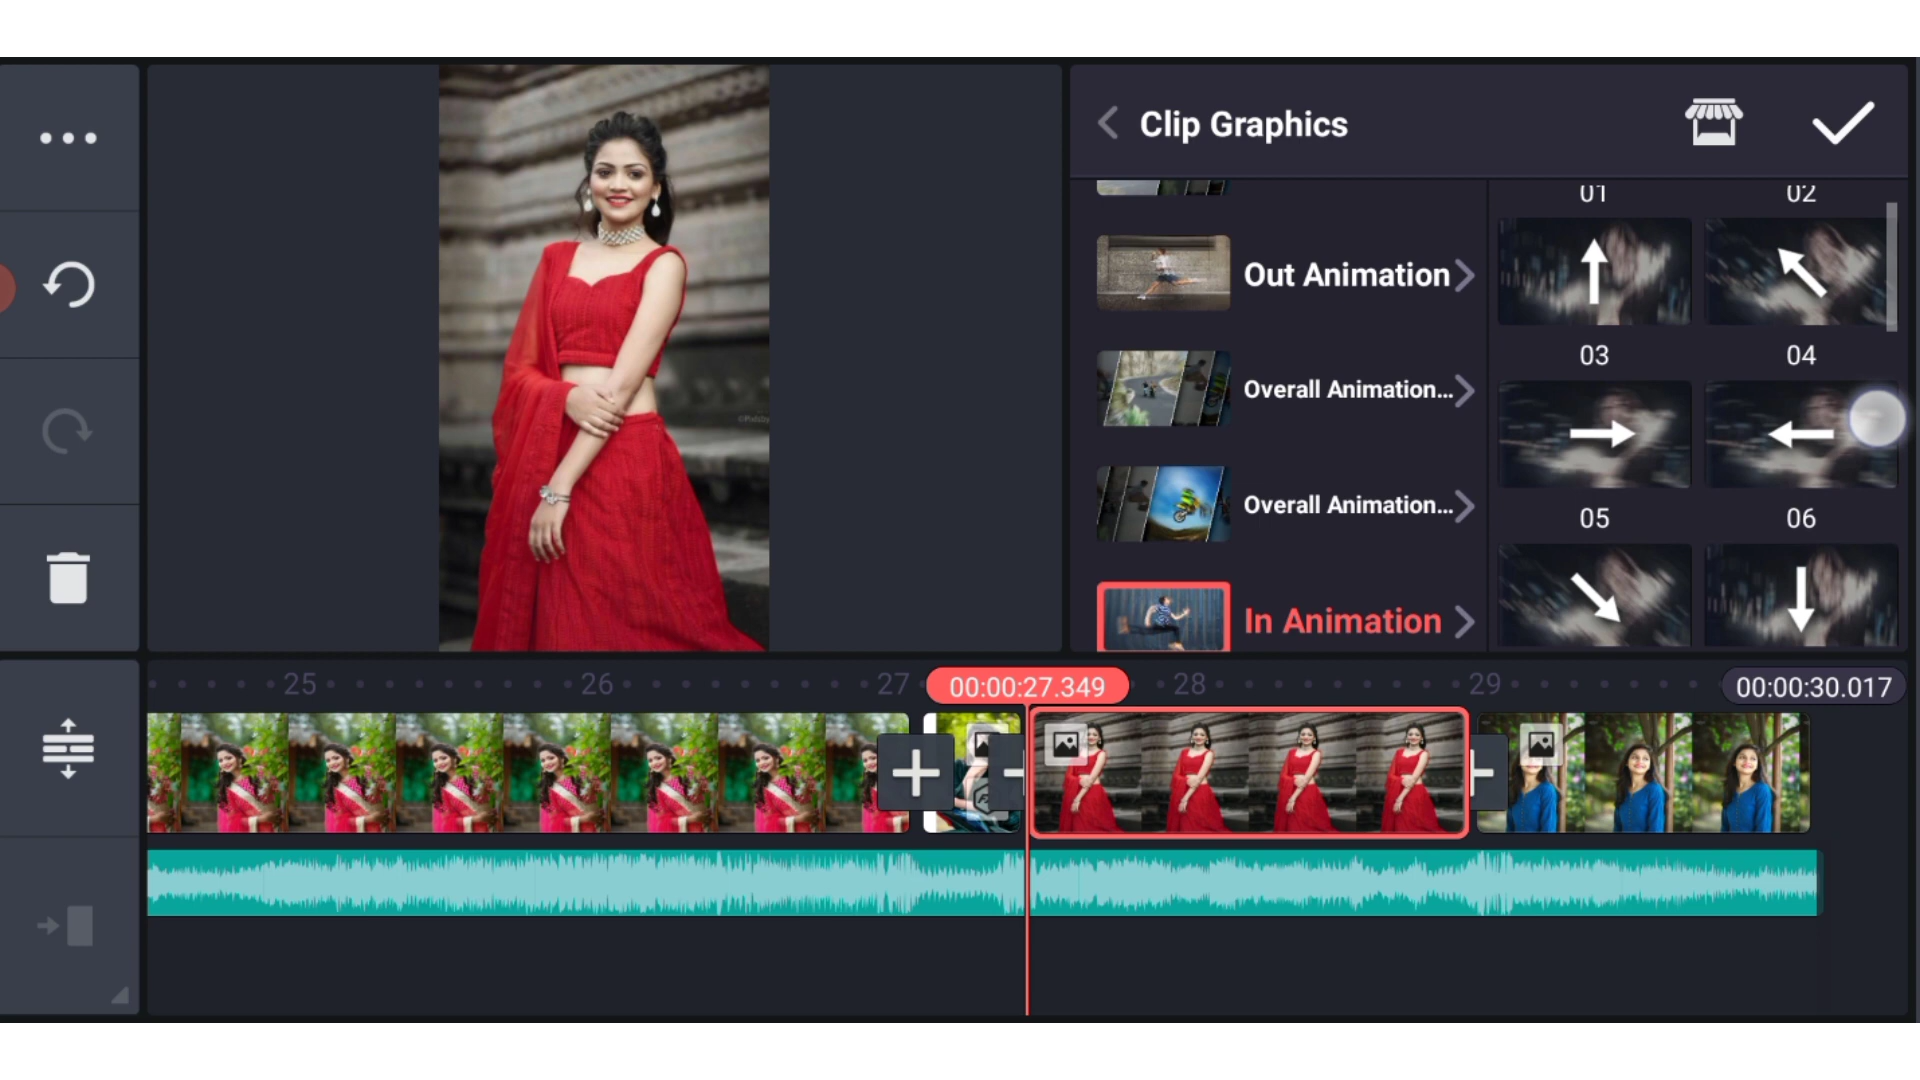 Clip Graphics
01 02
Out Animation
03 04
Overall Animation...
05 06
Overall Animation...
In Animation
25 26 27 00:00:27.349 28 29 00:00:30.017